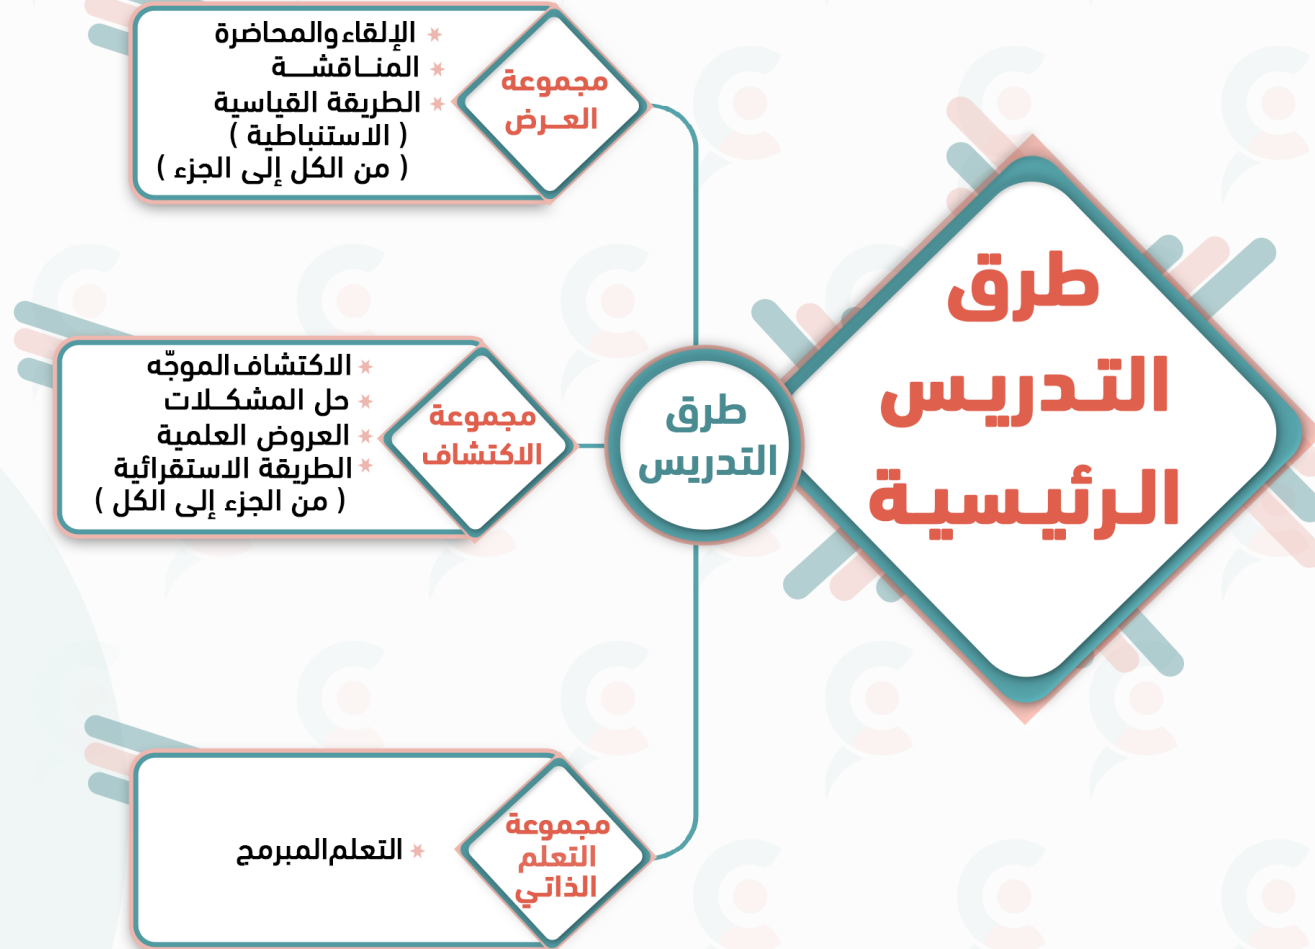 طرق
التدريس
الرئيسية
طرق
التدريس
مجموعة
العرض
* الإلقاء والمحاضرة
* المناقشة
* الطريقة القياسية
( الاستنباطية )
( من الكل إلى الجزء )
مجموعة
الاكتشاف
* الاكتشاف الموجّه
* حل المشكلات
* العروض العلمية
* الطريقة الاستقرائية
( من الجزء إلى الكل )
مجموعة
التعلم
الذاتي
* التعلم المبرمج